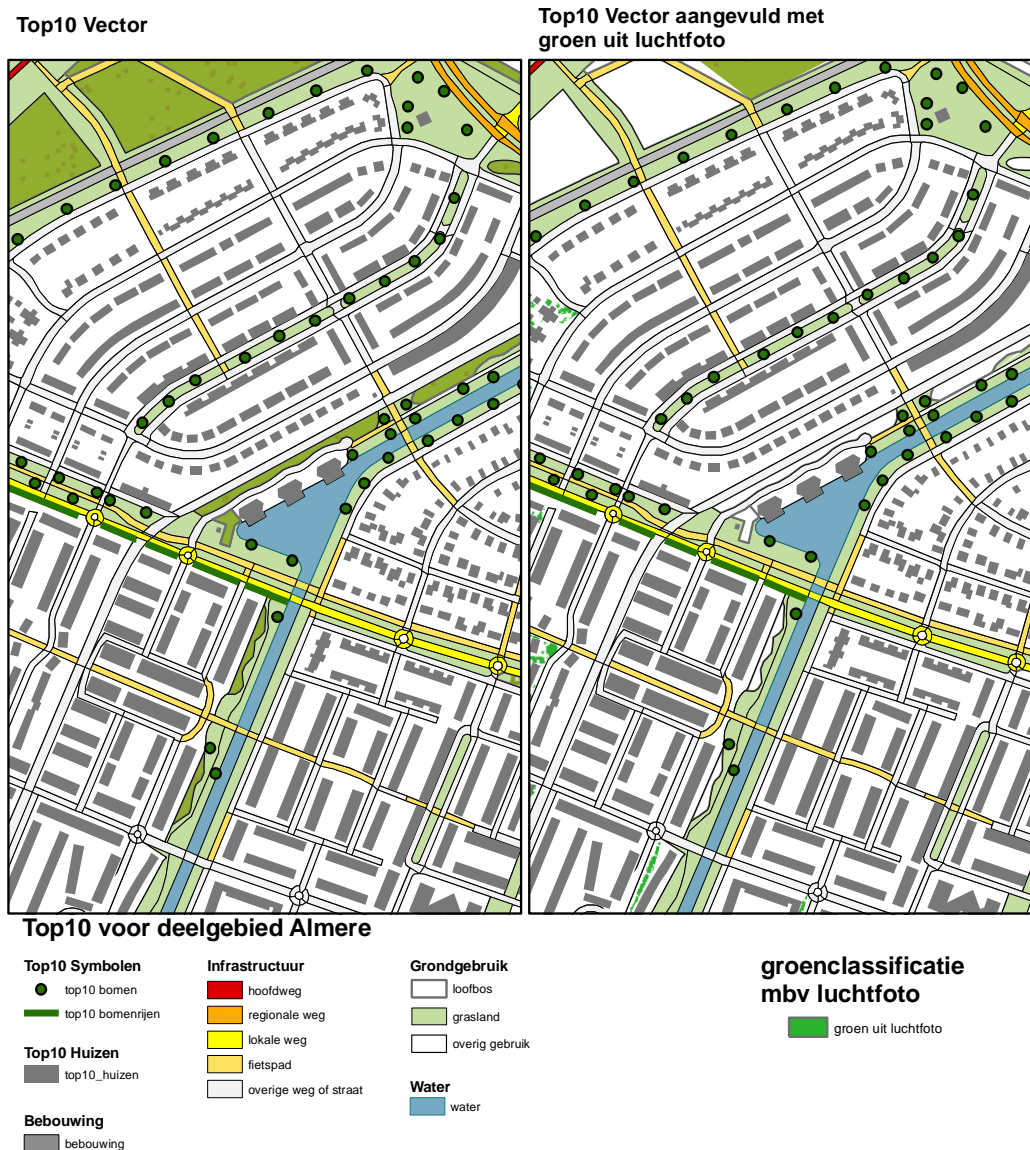 Top10 Vector
Top10 Vector aangevuld met
groen uit luchtfoto
Top10 voor deelgebied Almere
Top10 Symbolen
top10 bomen
top10 bomenrijen
Top10 Huizen
top10_huizen
Bebouwing
bebouwing
Infrastructuur
hoofdweg
regionale weg
lokale weg
fietspad
overige weg of straat
Grondgebruik
loofbos
grasland
overig gebruik
Water
water
groenclassificatie
mbv luchtfoto
groen uit luchtfoto